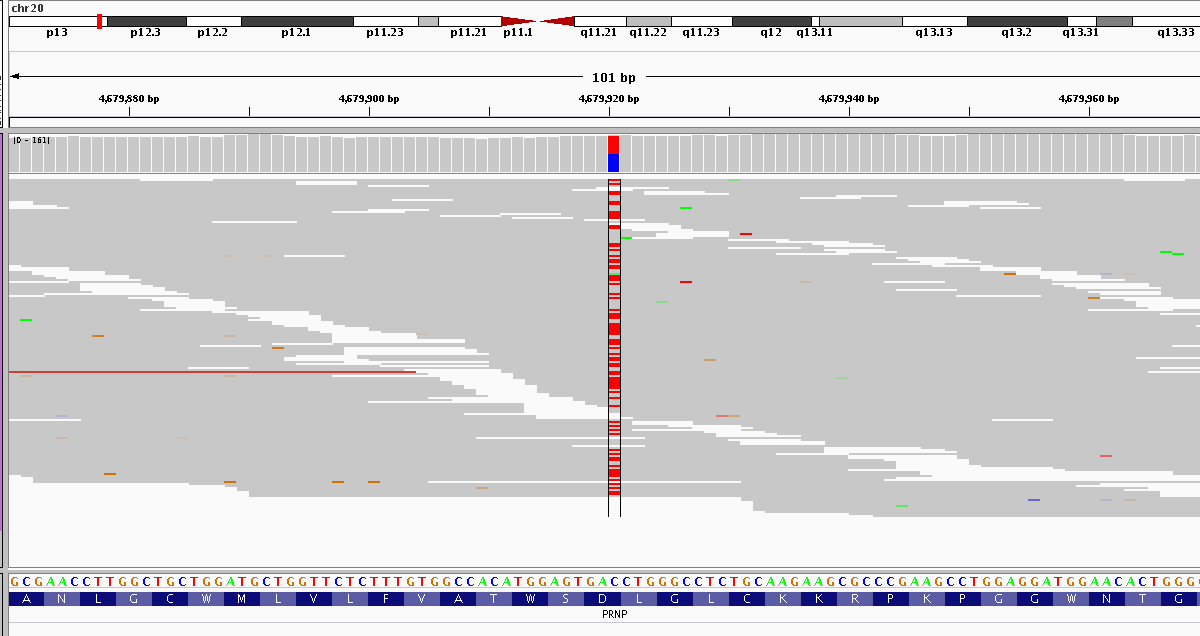 chr20
p13 p12.3 p12.2 p12.1 p11.23 p11.21 p11.1 q11.21 q11.22 q11.23 q12 q13.11 q13.13 q13.2 q13.31 q13.33
101 bp
4,679,880 bp 4,679,900 bp 4,679,920 bp 4,679,940 bp 4,679,960 bp
[0 - 161]
GCGAACCTTGGCTGCTGGATGCTGGTTCTCTTTGTGGCCACATGGAGTGACCTGGGCCTCTGCAAGAAGCGCCCGAAGCCTGGAGGATGGAACACTGGG
A N L G C W M L V L F V A T W S D L G L C K K R P K P G G W N T G
PRNP